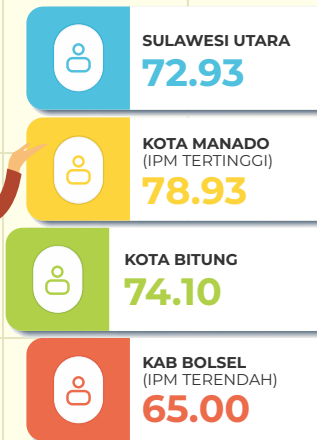 SULAWESI UTARA
72.93
KOTA MANADO
(IPM TERTINGGI)
78.93
KOTA BITUNG
74.10
KAB BOLSEL
(IPM TERENDAH)
65.00